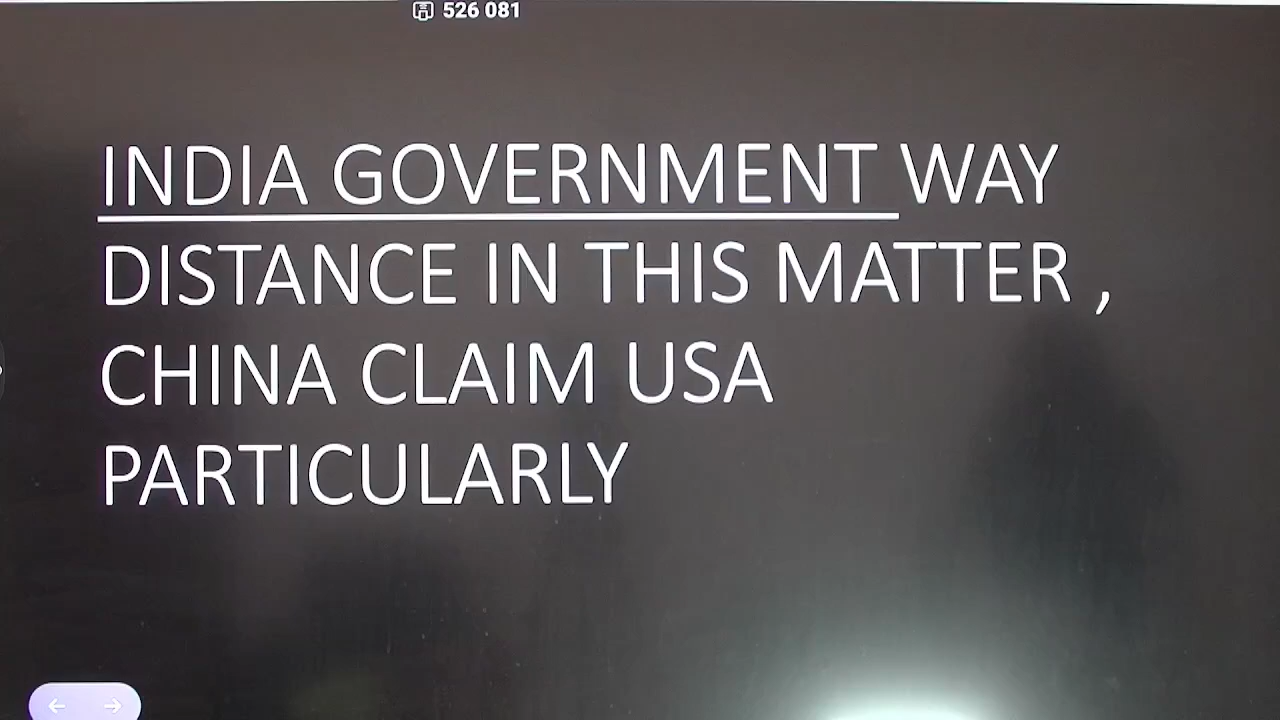 526 081
INDIA GOVERNMENT WAY
DISTANCE IN THIS MATTER ,
CHINA CLAIM USA
PARTICULARLY